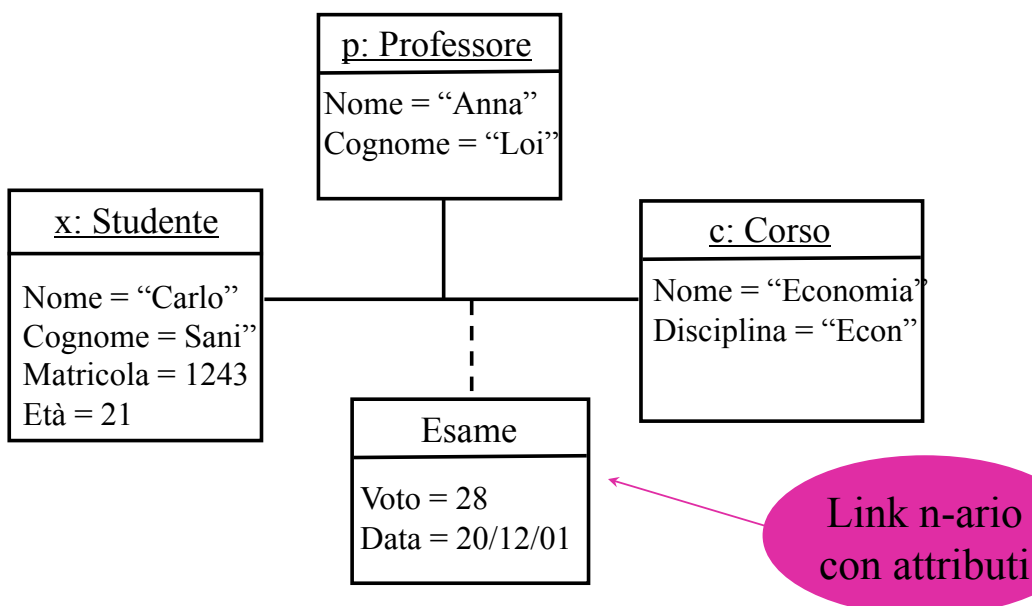 p: Professore
Nome = “Anna”
Cognome = “Loi”
x: Studente
Nome = “Carlo”
Cognome = Sani”
Matricola = 1243
Età = 21
c: Corso
Nome = “Economia”
Disciplina = “Econ”
Esame
Voto = 28
Data = 20/12/01
Link n-ario
con attributi